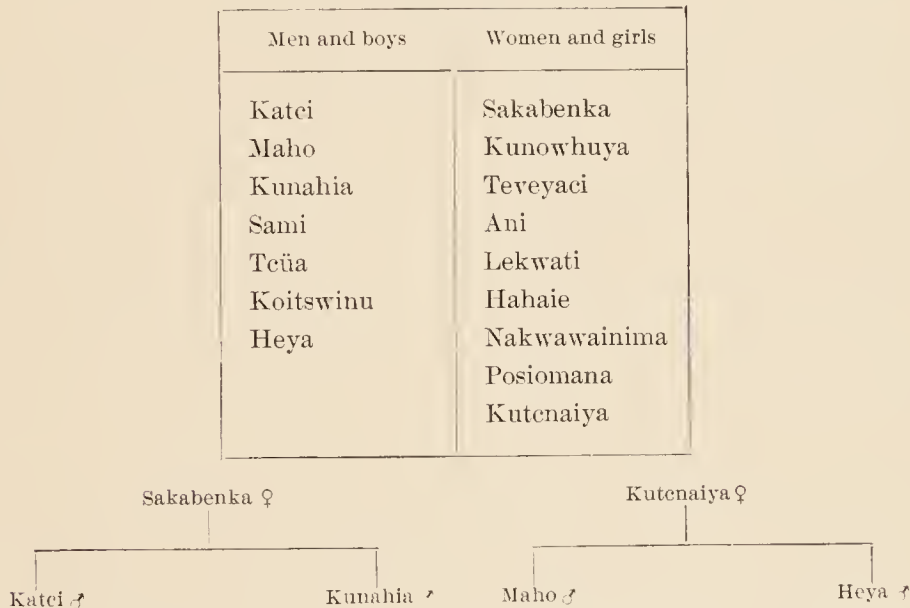 Men and boys Women and girls
Katci Sakabenka
Maho Kunowhuya
Kunahia Teveyaci
Sami Ani
Tcüa Lekwati
Koitswinu Hahaie
Heya Nakwawainima
Posiomana
Kutcnaiya
Sakabenka ♀ Kutcnaiya ♀
Katci ♂ Kunahia ♂ Maho ♂ Heya ♂